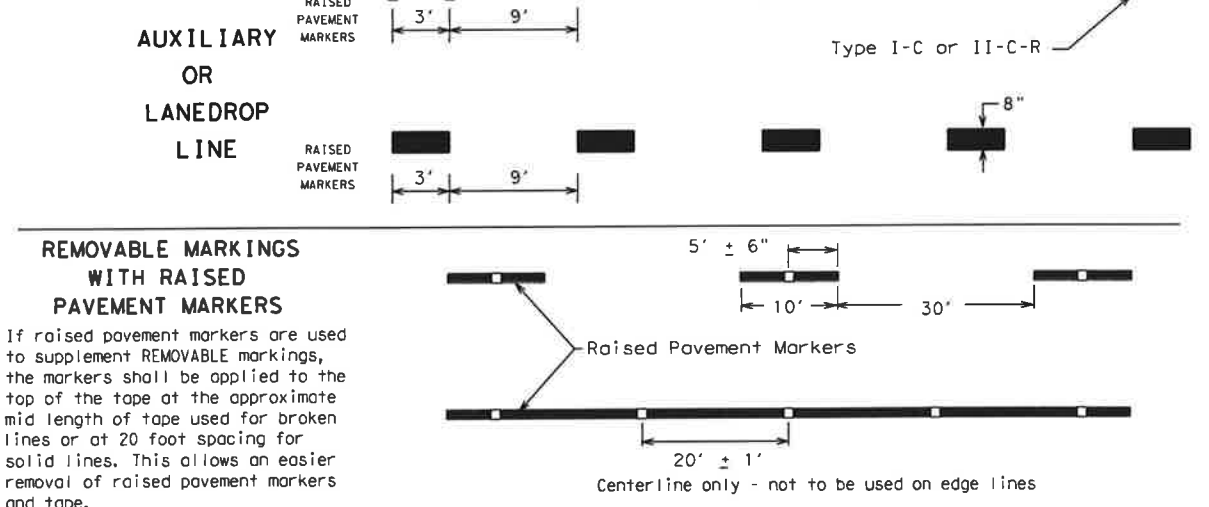 RAISED
PAVEMENT
MARKERS
3'
9'
Type I-C or II-C-R
AUXILIARY
OR
LANEDROP
LINE
8"
RAISED
PAVEMENT
MARKERS
3'
9'
REMOVABLE MARKINGS
WITH RAISED
PAVEMENT MARKERS
If raised pavement markers are used
to supplement REMOVABLE markings,
the markers shall be applied to the
top of the tape at the approximate
mid length of tape used for broken
lines or at 20 foot spacing for
solid lines. This allows an easier
removal of raised pavement markers
and tape.
5' ± 6"
10'
30'
Raised Pavement Markers
20' ± 1'
Centerline only - not to be used on edge lines